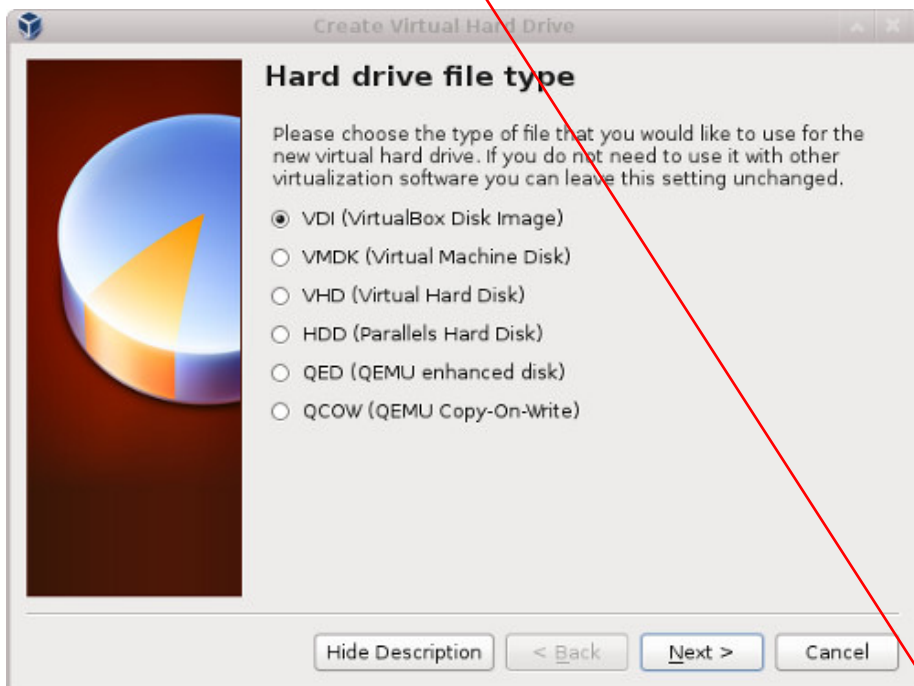 Create Virtual Hard Drive
Hard drive file type
Please choose the type of file that you would like to use for the
new virtual hard drive. If you do not need to use it with other
virtualization software you can leave this setting unchanged.
VDI (VirtualBox Disk Image)
VMDK (Virtual Machine Disk)
VHD (Virtual Hard Disk)
HDD (Parallels Hard Disk)
QED (QEMU enhanced disk)
QCOW (QEMU Copy-On-Write)
Hide Description < Back Next > Cancel